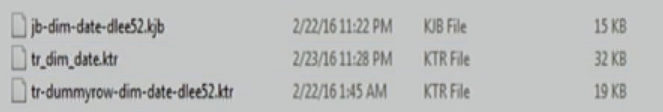 jb-dim-date-dlee52.kjb 2/22/16 11:22 PM KJB File 15 KB
tr_dim_date.ktr 2/23/16 11:28 PM KTR File 32 KB
tr-dummyrow-dim-date-dlee52.ktr 2/22/16 1:45 AM KTR File 19 KB